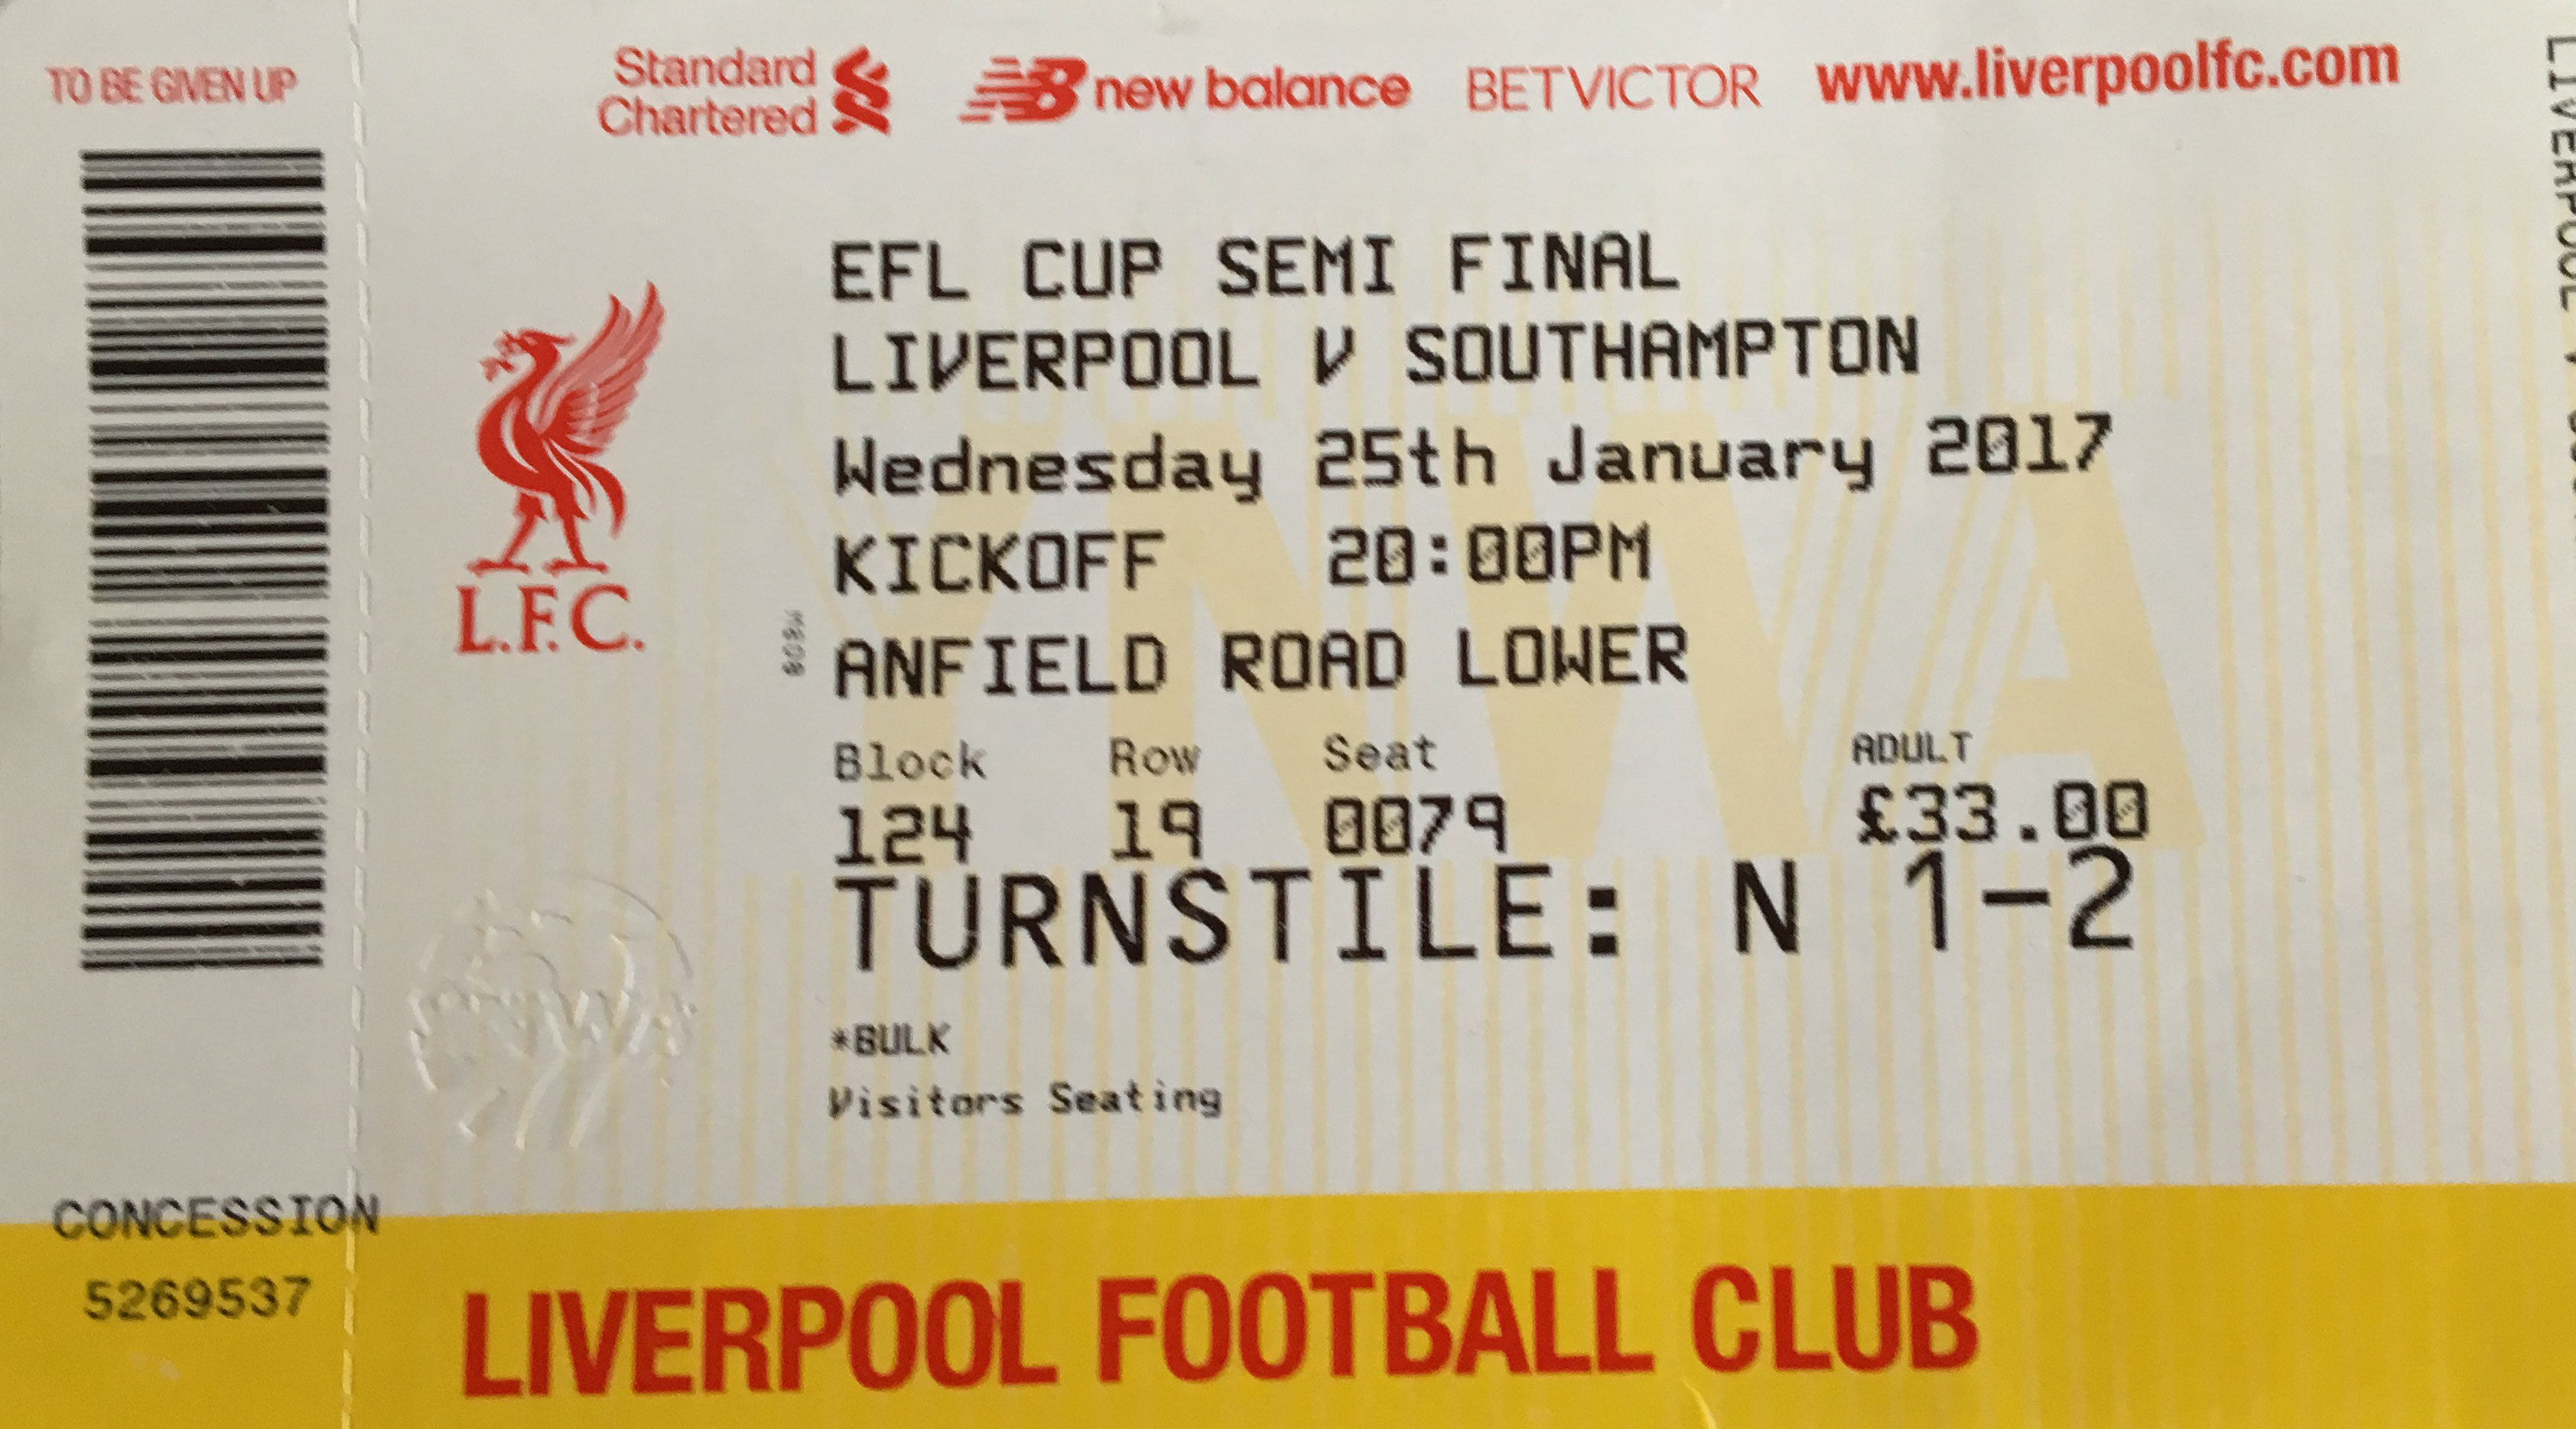 TO BE GIVEN UP
Standard
Chartered
new balance
BETVICTOR
www.liverpoolfc.com
EFL CUP SEMI FINAL
LIVERPOOL V SOUTHAMPTON
Wednesday 25th January 2017
KICKOFF 20:00PM
ANFIELD ROAD LOWER
L.F.C.
Block Row Seat ADULT
124 19 0079 £33.00
TURNSTILE: N 1-2
*BULK
Visitors Seating
YNWA
CONCESSION
5269537
LIVERPOOL FOOTBALL CLUB
LIVERPOOL